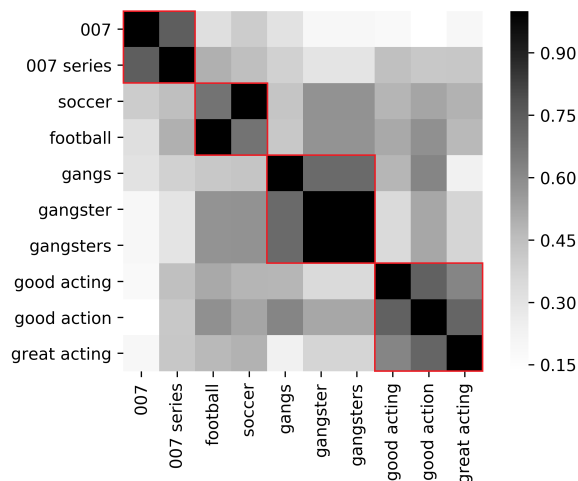 007
007 series
soccer
football
gangs
gangster
gangsters
good acting
good action
great acting
007
007 series
football
soccer
gangs
gangster
gangsters
good acting
good action
great acting
0.90
0.75
0.60
0.45
0.30
0.15